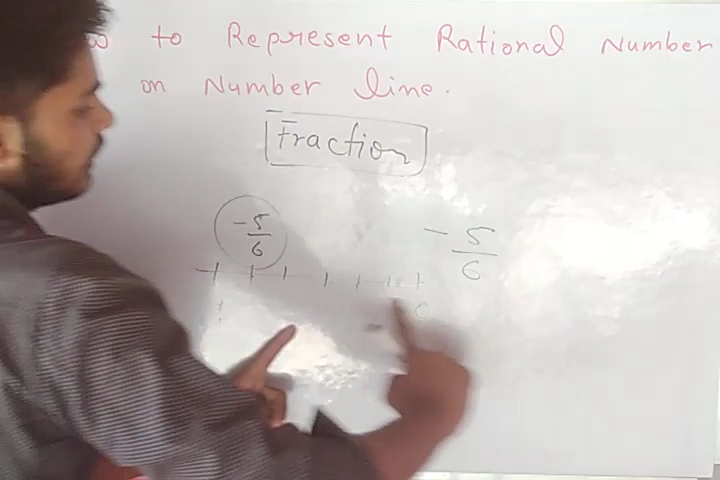 to Represent Rational Number
on Number line.
Fraction
-5/6
-5/6